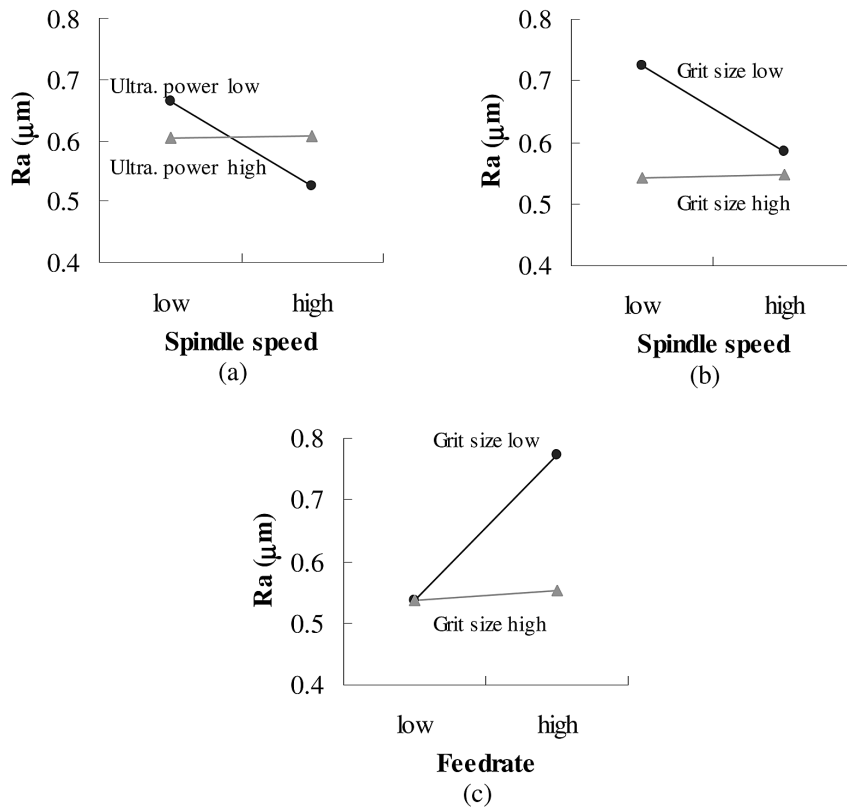 0.8
0.7
0.6
0.5
0.4
Ra (μm)
Ultra. power low
Ultra. power high
low high
Spindle speed
(a)
0.8
0.7
0.6
0.5
0.4
Ra (μm)
Grit size low
Grit size high
low high
Spindle speed
(b)
0.8
0.7
0.6
0.5
0.4
Ra (μm)
Grit size low
Grit size high
low high
Feedrate
(c)